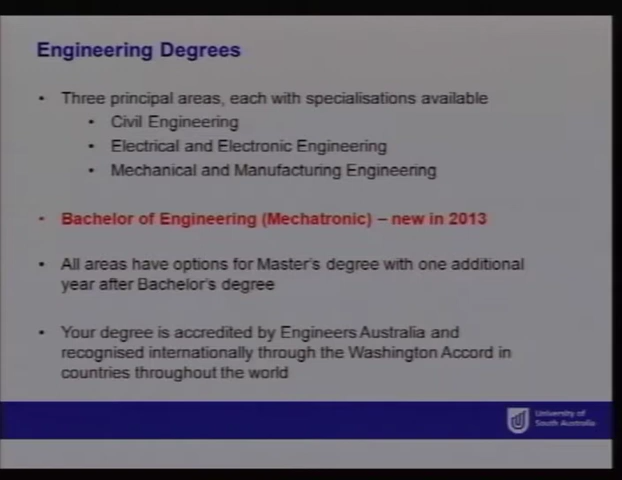 Engineering Degrees
• Three principal areas, each with specialisations available
• Civil Engineering
• Electrical and Electronic Engineering
• Mechanical and Manufacturing Engineering
• Bachelor of Engineering (Mechatronic) – new in 2013
• All areas have options for Master's degree with one additional
year after Bachelor's degree
• Your degree is accredited by Engineers Australia and
recognised internationally through the Washington Accord in
countries throughout the world
University of
South Australia